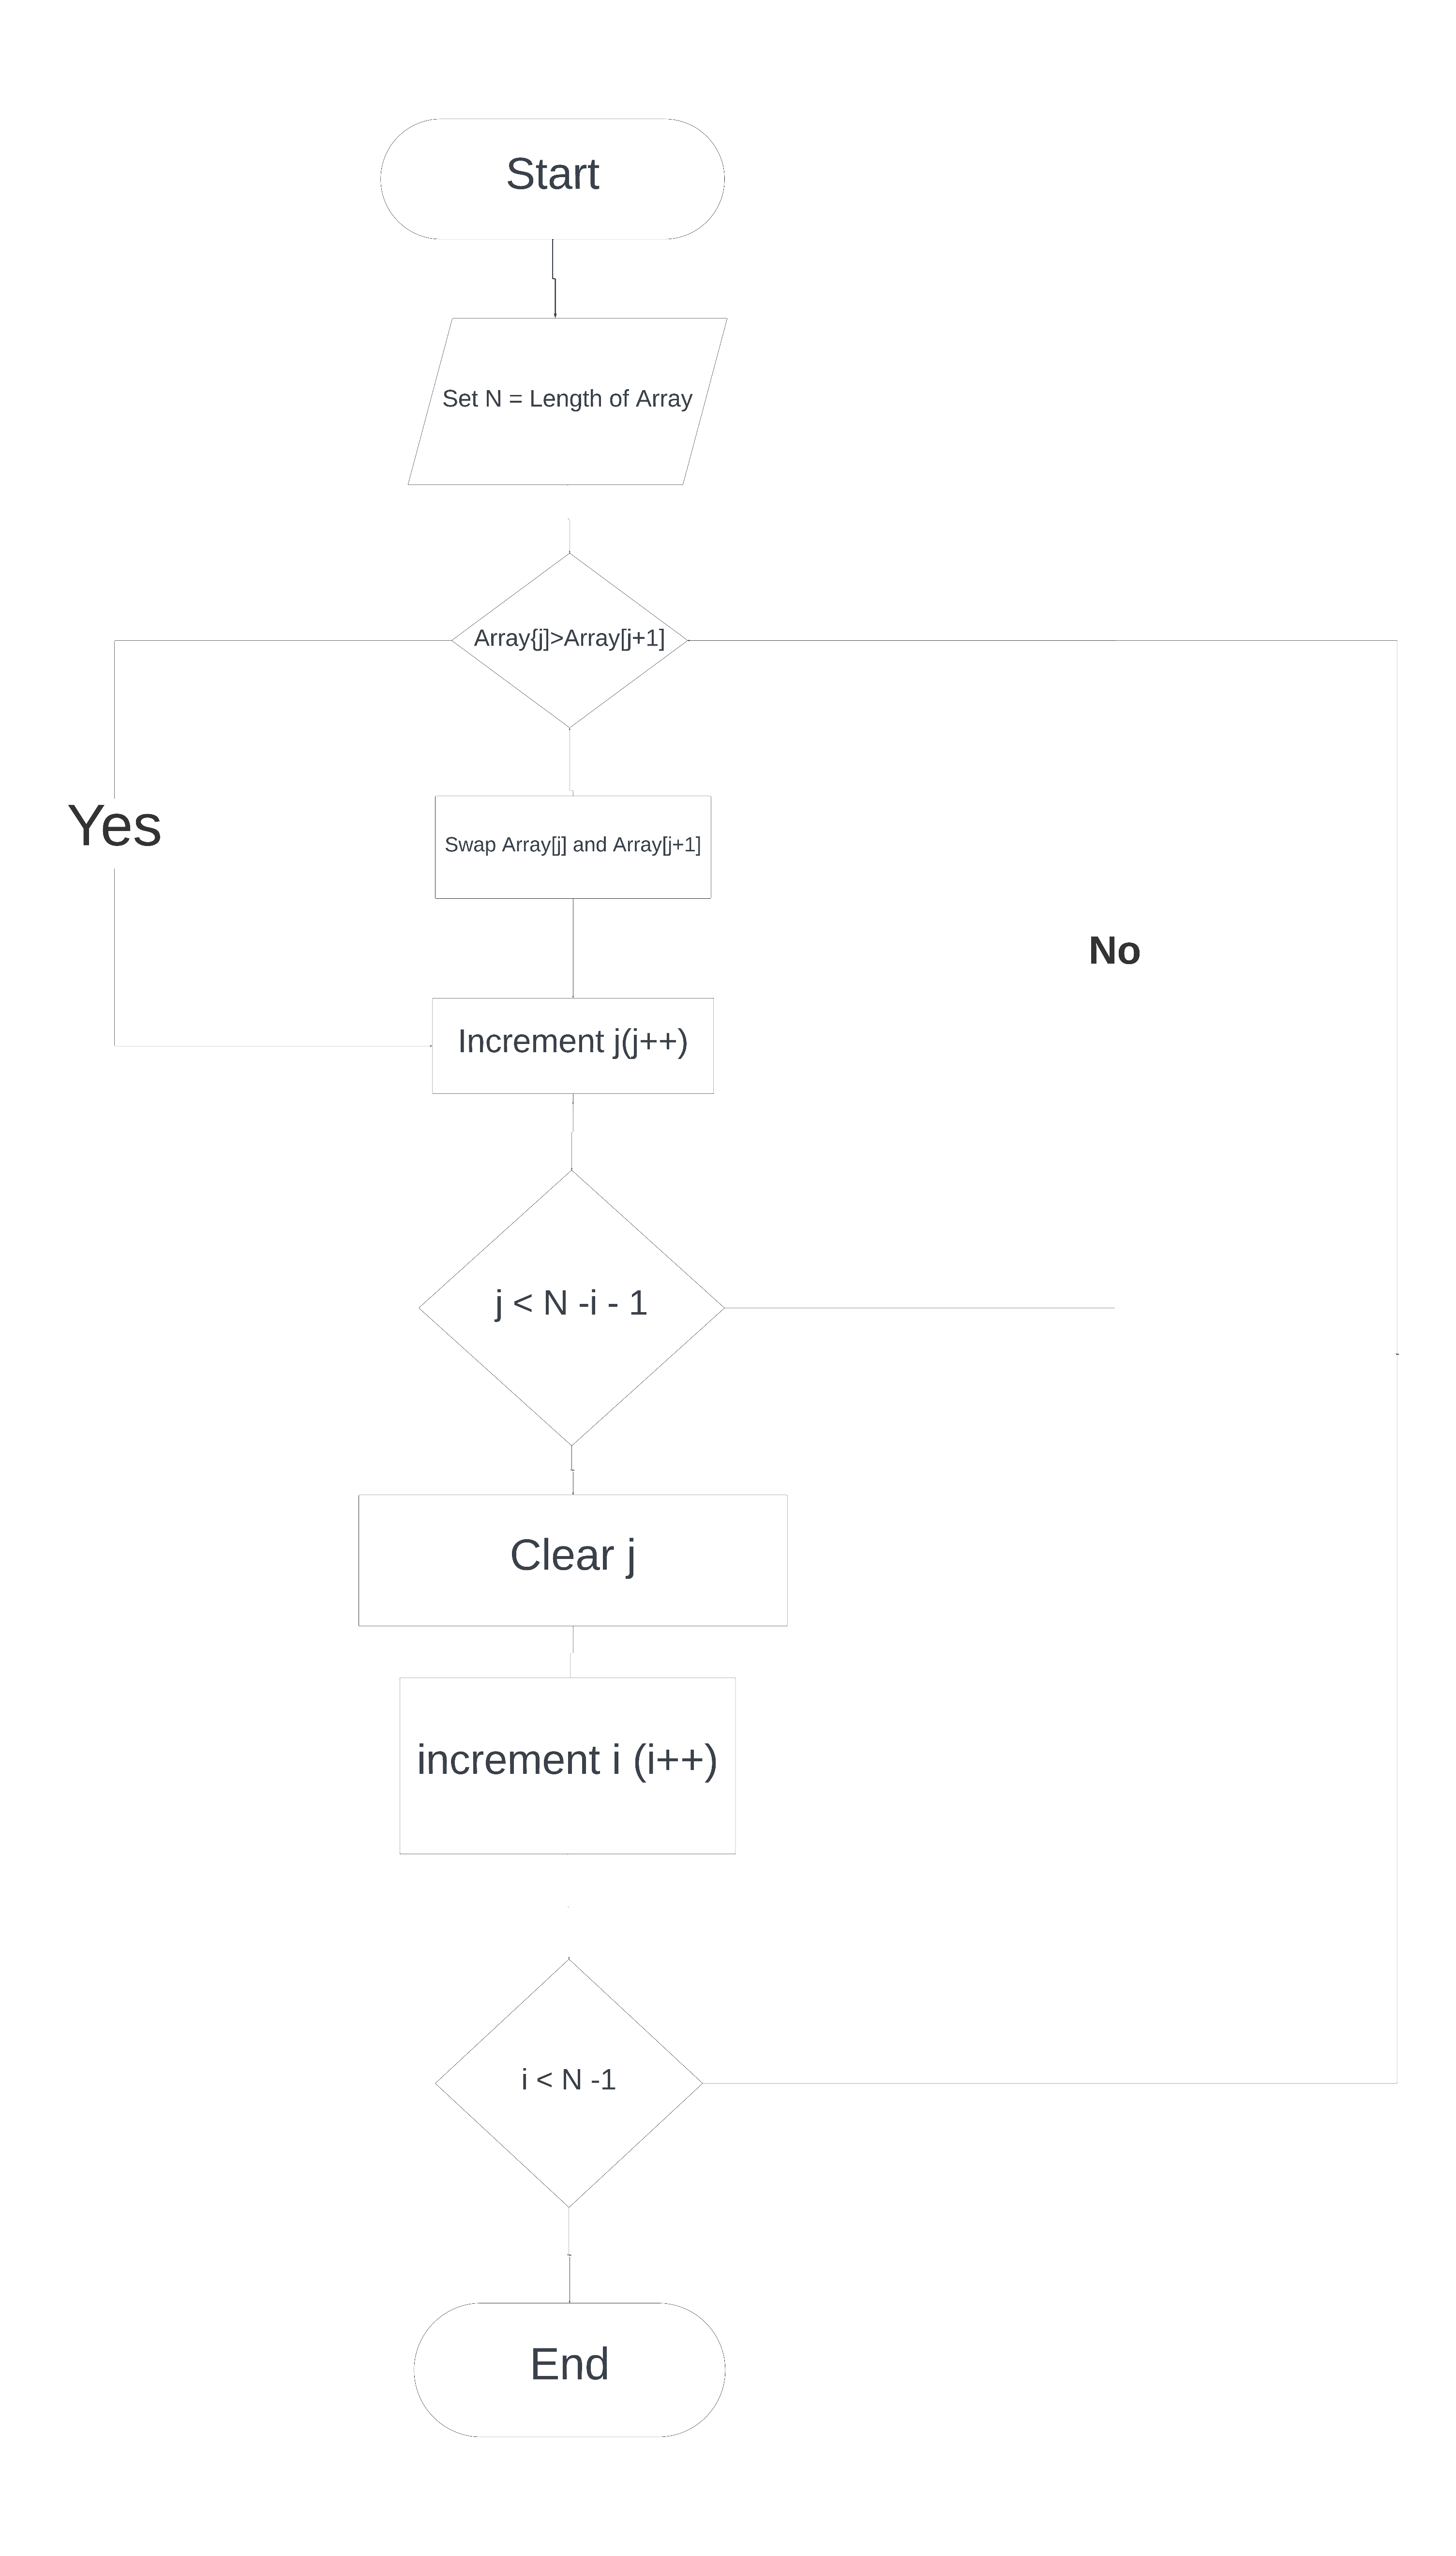 Start
Set N = Length of Array
Array{j]>Array[j+1]
Yes
Swap Array[j] and Array[j+1]
No
Increment j(j++)
j < N -i - 1
Clear j
increment i (i++)
i < N -1
End